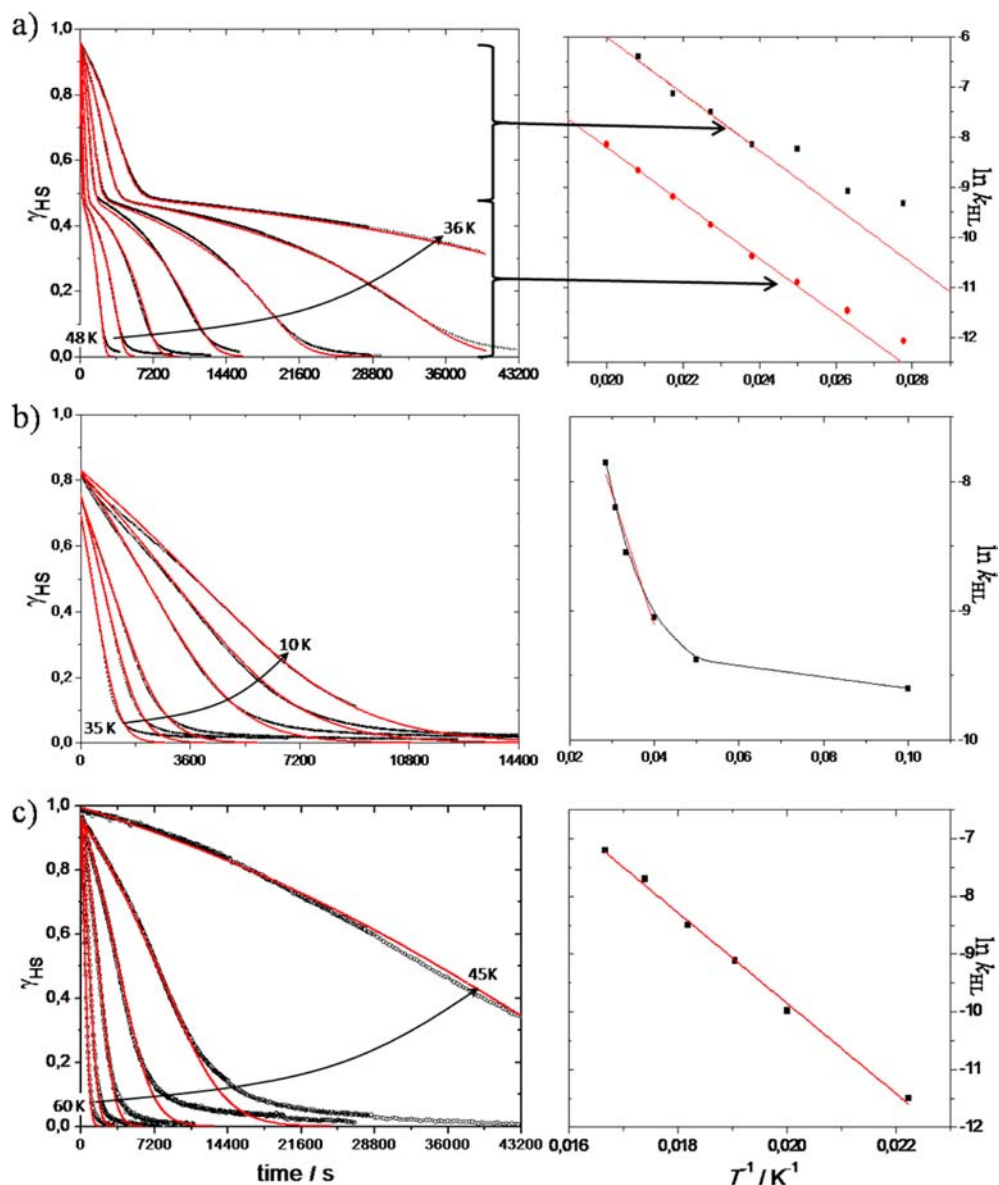 a)
1,0
0,8
0,6
0,4
0,2
0,0
γHS
36K
48K
0 7200 14400 21600 28800 36000 43200
-6
-7
-8
-9
-10
-11
-12
ln kHL
0,020 0,022 0,024 0,026 0,028
b)
1,0
0,8
0,6
0,4
0,2
0,0
γHS
10K
35K
0 3600 7200 10800 14400
-8
-9
-10
ln kHL
0,02 0,04 0,06 0,08 0,10
c)
1,0
0,8
0,6
0,4
0,2
0,0
γHS
45K
60K
0 7200 14400 21600 28800 36000 43200
time / s
-7
-8
-9
-10
-11
-12
ln kHL
0,016 0,018 0,020 0,022
T-1 / K-1